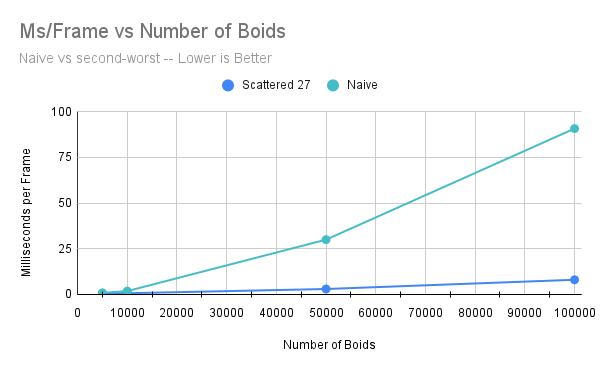 Ms/Frame vs Number of Boids
Naive vs second-worst -- Lower is Better
Scattered 27 Naive
100
75
50
25
0
Milliseconds per Frame
0 10000 20000 30000 40000 50000 60000 70000 80000 90000 100000
Number of Boids